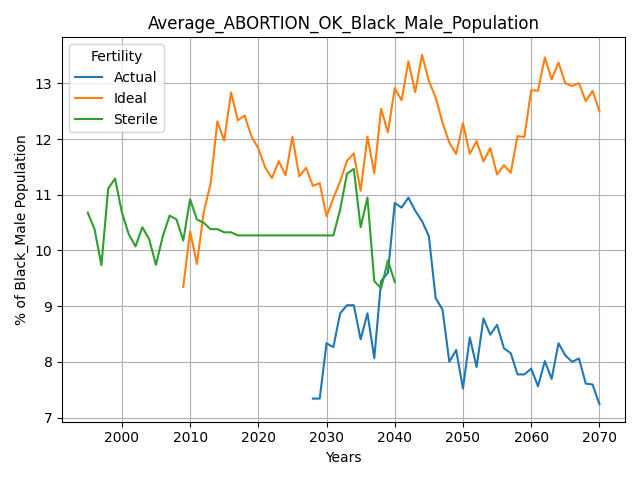 Average_ABORTION_OK_Black_Male_Population
Fertility
Actual
Ideal
Sterile
% of Black_Male Population
13
12
11
10
9
8
7
2000 2010 2020 2030 2040 2050 2060 2070
Years